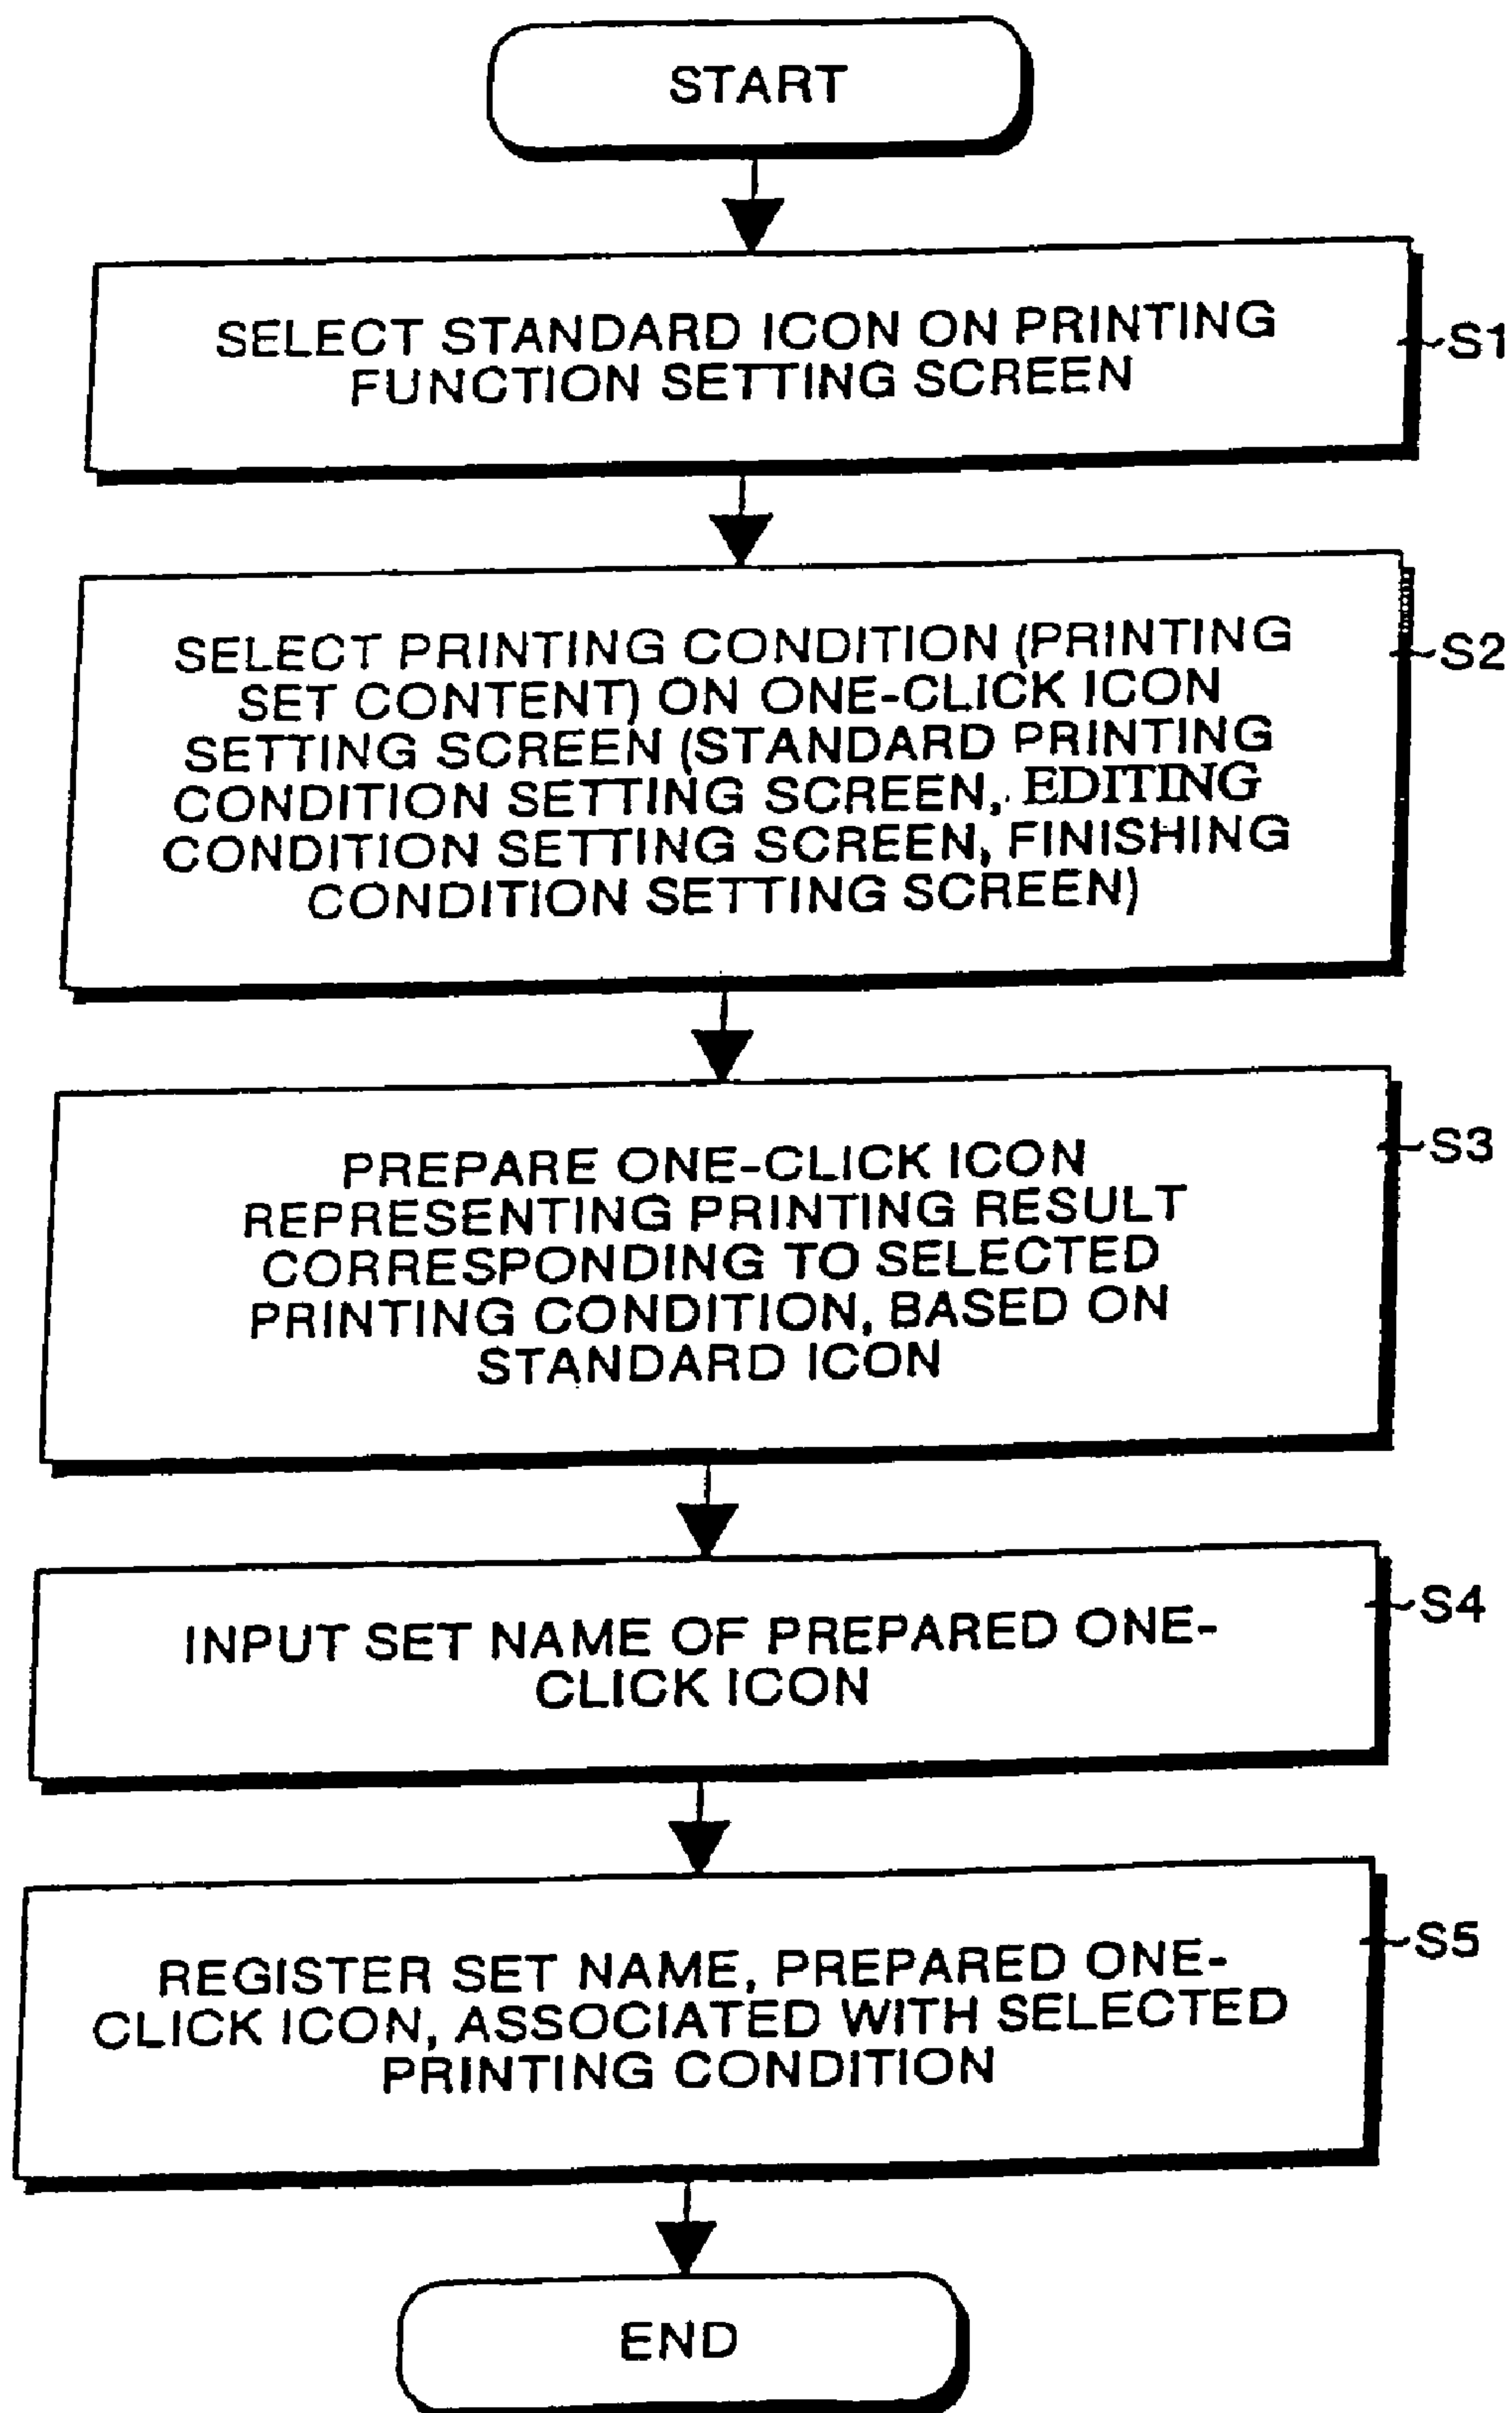 START
SELECT STANDARD ICON ON PRINTING
FUNCTION SETTING SCREEN
S1
SELECT PRINTING CONDITION (PRINTING
SET CONTENT) ON ONE-CLICK ICON
SETTING SCREEN (STANDARD PRINTING
CONDITION SETTING SCREEN, EDITING
CONDITION SETTING SCREEN, FINISHING
CONDITION SETTING SCREEN)
S2
PREPARE ONE-CLICK ICON
REPRESENTING PRINTING RESULT
CORRESPONDING TO SELECTED
PRINTING CONDITION, BASED ON
STANDARD ICON
S3
INPUT SET NAME OF PREPARED ONE-
CLICK ICON
S4
REGISTER SET NAME, PREPARED ONE-
CLICK ICON, ASSOCIATED WITH SELECTED
PRINTING CONDITION
S5
END